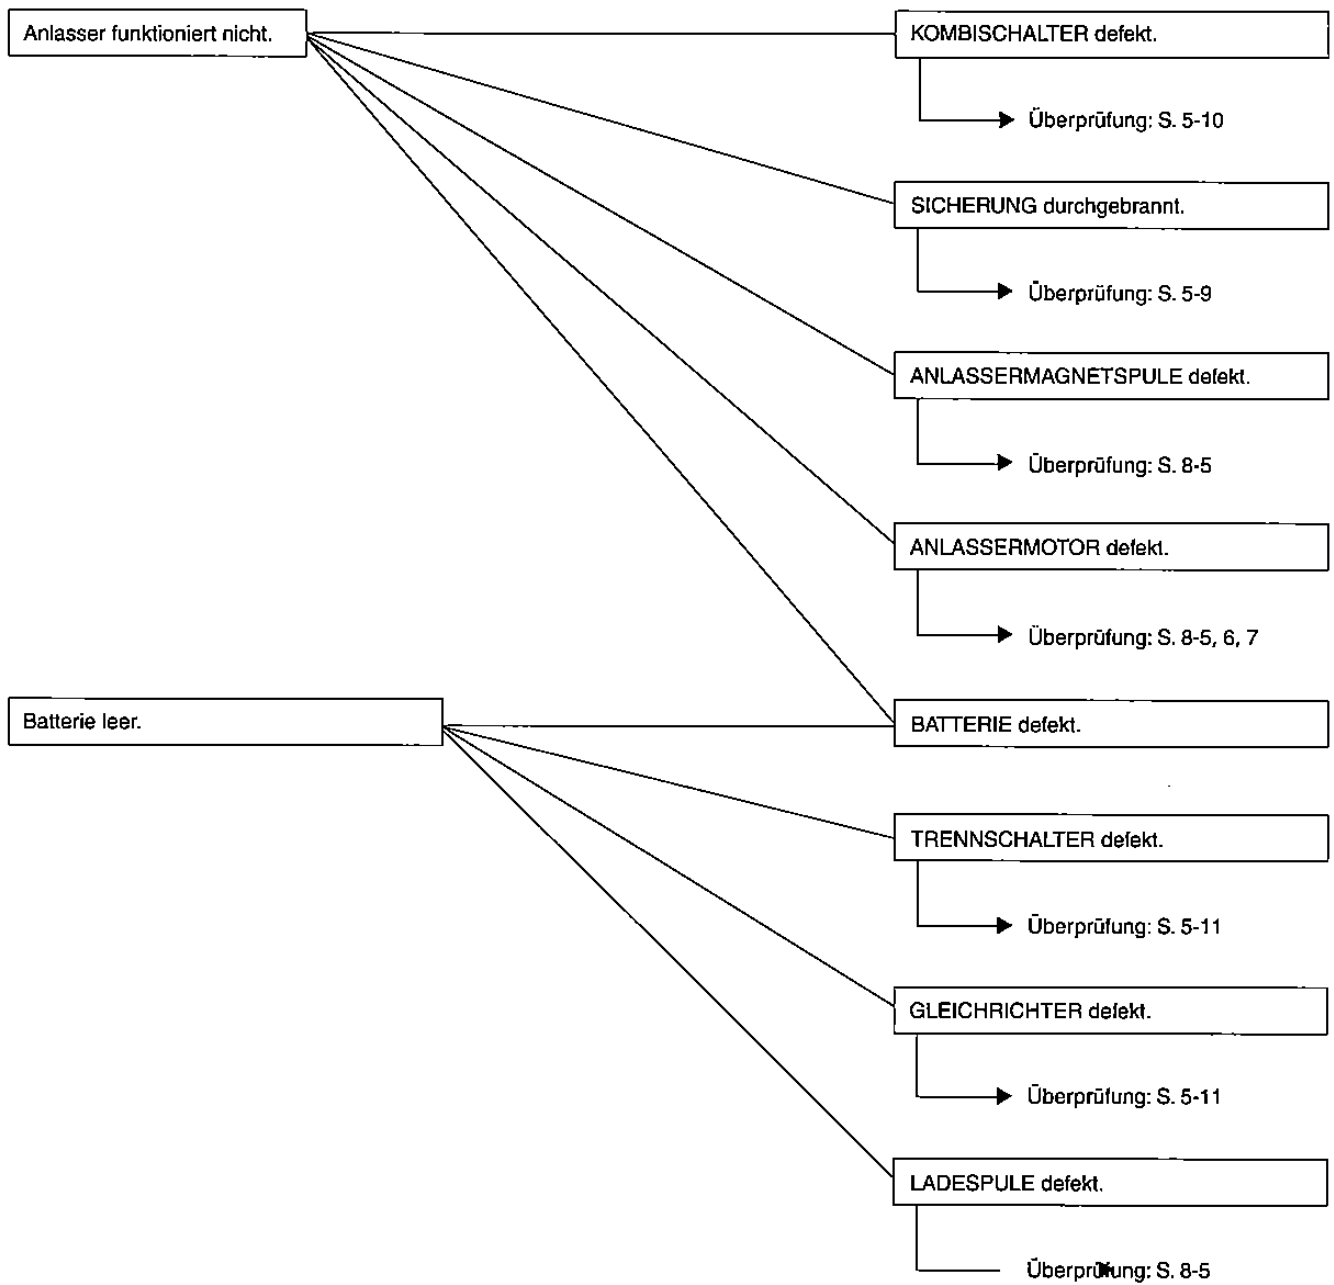 Anlasser funktioniert nicht.
KOMBISCHALTER defekt.
Überprüfung: S. 5-10
SICHERUNG durchgebrannt.
Überprüfung: S. 5-9
ANLASSERMAGNETSPULE defekt.
Überprüfung: S. 8-5
ANLASSERMOTOR defekt.
Überprüfung: S. 8-5, 6, 7
Batterie leer.
BATTERIE defekt.
TRENNSCHALTER defekt.
Überprüfung: S. 5-11
GLEICHRICHTER defekt.
Überprüfung: S. 5-11
LADESPULE defekt.
Überprüfung: S. 8-5